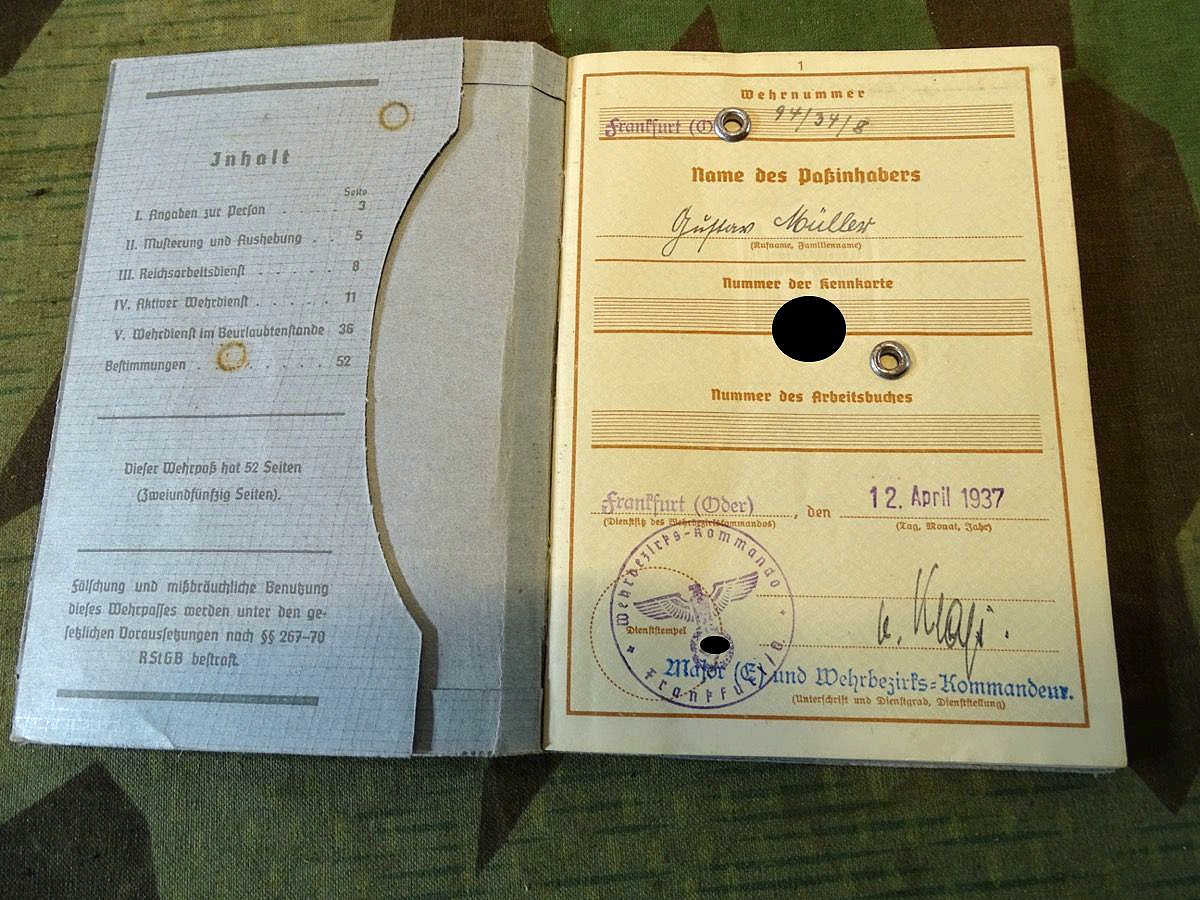 Inhalt
Seite
I. Angaben zur Person . . . . . . 3
II. Musterung und Aushebung . . 5
III. Reichsarbeitsdienst . . . . . . 8
IV. Aktiver Wehrdienst . . . . . . 11
V. Wehrdienst im Beurlaubtenstande 36
Bestimmungen . . . . . . . . 52
Dieser Wehrpaß hat 52 Seiten
(Zweiundfünfzig Seiten).
Fälschung und mißbräuchliche Benutzung
dieses Wehrpasses werden unter den ge-
setzlichen Voraussetzungen nach §§ 267–70
RStGB bestraft.
1
Wehrnummer
Frankfurt (O 94/34/8
Name des Paßinhabers
Gustav Müller
(Rufname, Familienname)
Nummer der Kennkarte
Nummer des Arbeitsbuches
Frankfurt (Oder), den 12. April 1937
(Dienstsitz des Wehrbezirkskommandos) (Tag, Monat, Jahr)
Wehrbezirks-Kommando
Frankfurt/O.
Dienststempel
Major (E) und Wehrbezirks-Kommandeur.
(Unterschrift und Dienstgrad, Dienststellung)